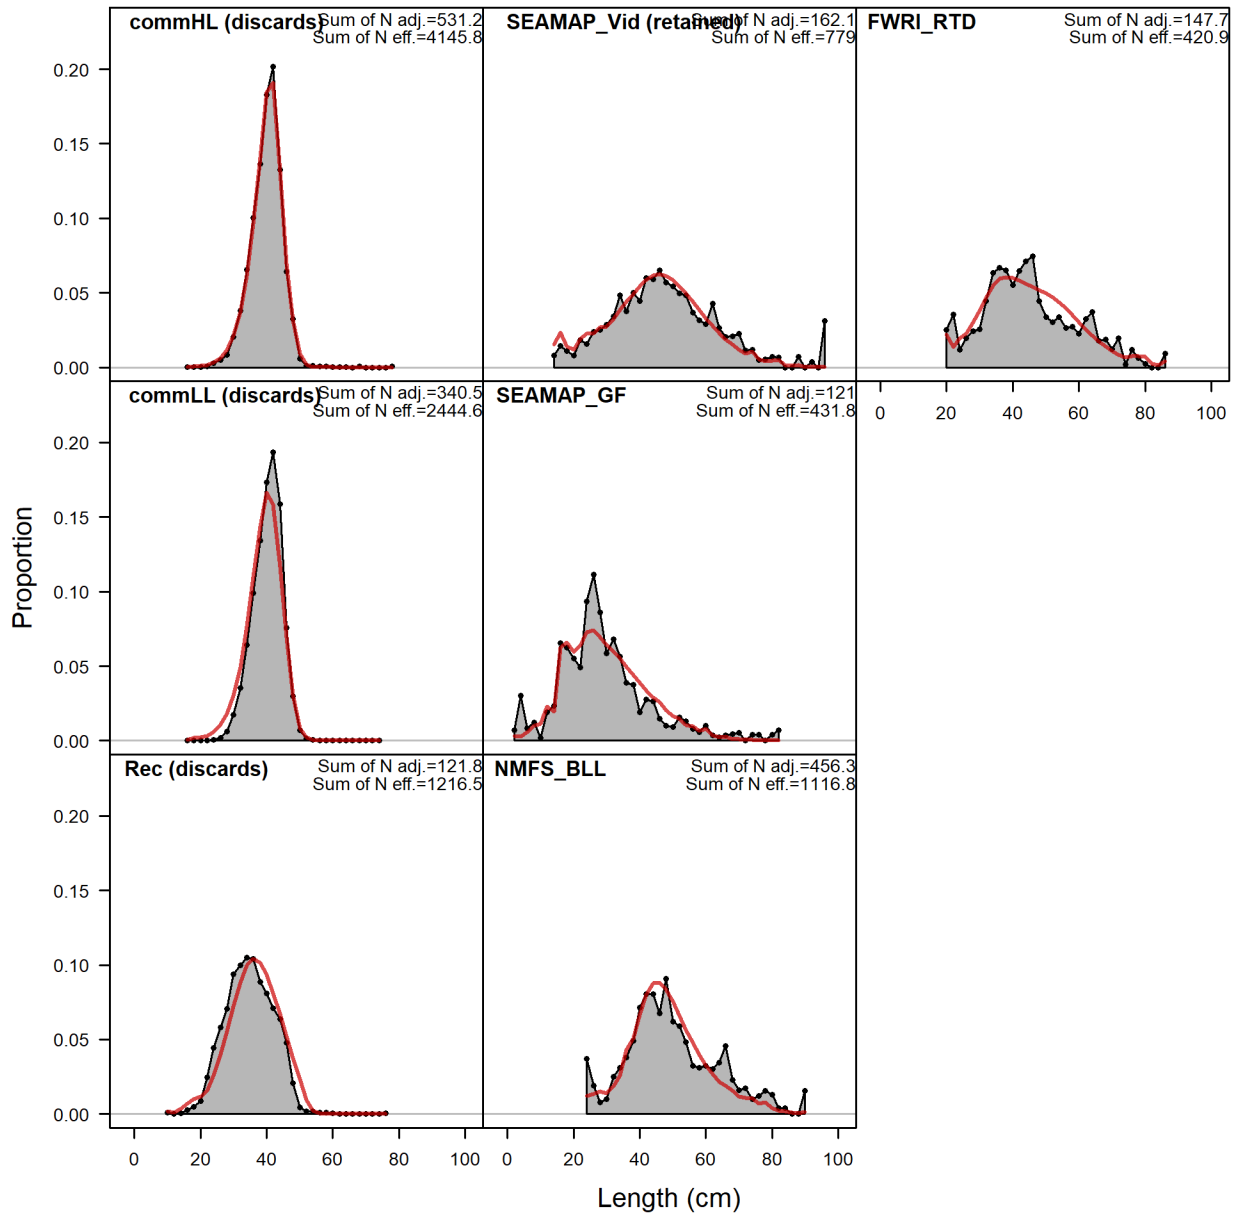 commHL (discards)
Sum of N adj.=531.2
Sum of N eff.=4145.8
SEAMAP_Vid (retained)
Sum of N adj.=162.1
Sum of N eff.=779
FWRI_RTD
Sum of N adj.=147.7
Sum of N eff.=420.9
0.20
0.15
0.10
0.05
0.00
0 20 40 60 80 100
commLL (discards)
Sum of N adj.=340.5
Sum of N eff.=2444.6
SEAMAP_GF
Sum of N adj.=121
Sum of N eff.=431.8
0.20
0.15
0.10
0.05
0.00
Proportion
Rec (discards)
Sum of N adj.=121.8
Sum of N eff.=1216.5
NMFS_BLL
Sum of N adj.=456.3
Sum of N eff.=1116.8
0.20
0.15
0.10
0.05
0.00
0 20 40 60 80 100
0 20 40 60 80 100
Length (cm)